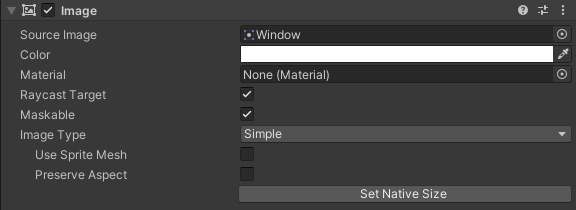 Image
Source Image Window
Color
Material None (Material)
Raycast Target
Maskable
Image Type Simple
Use Sprite Mesh
Preserve Aspect
Set Native Size